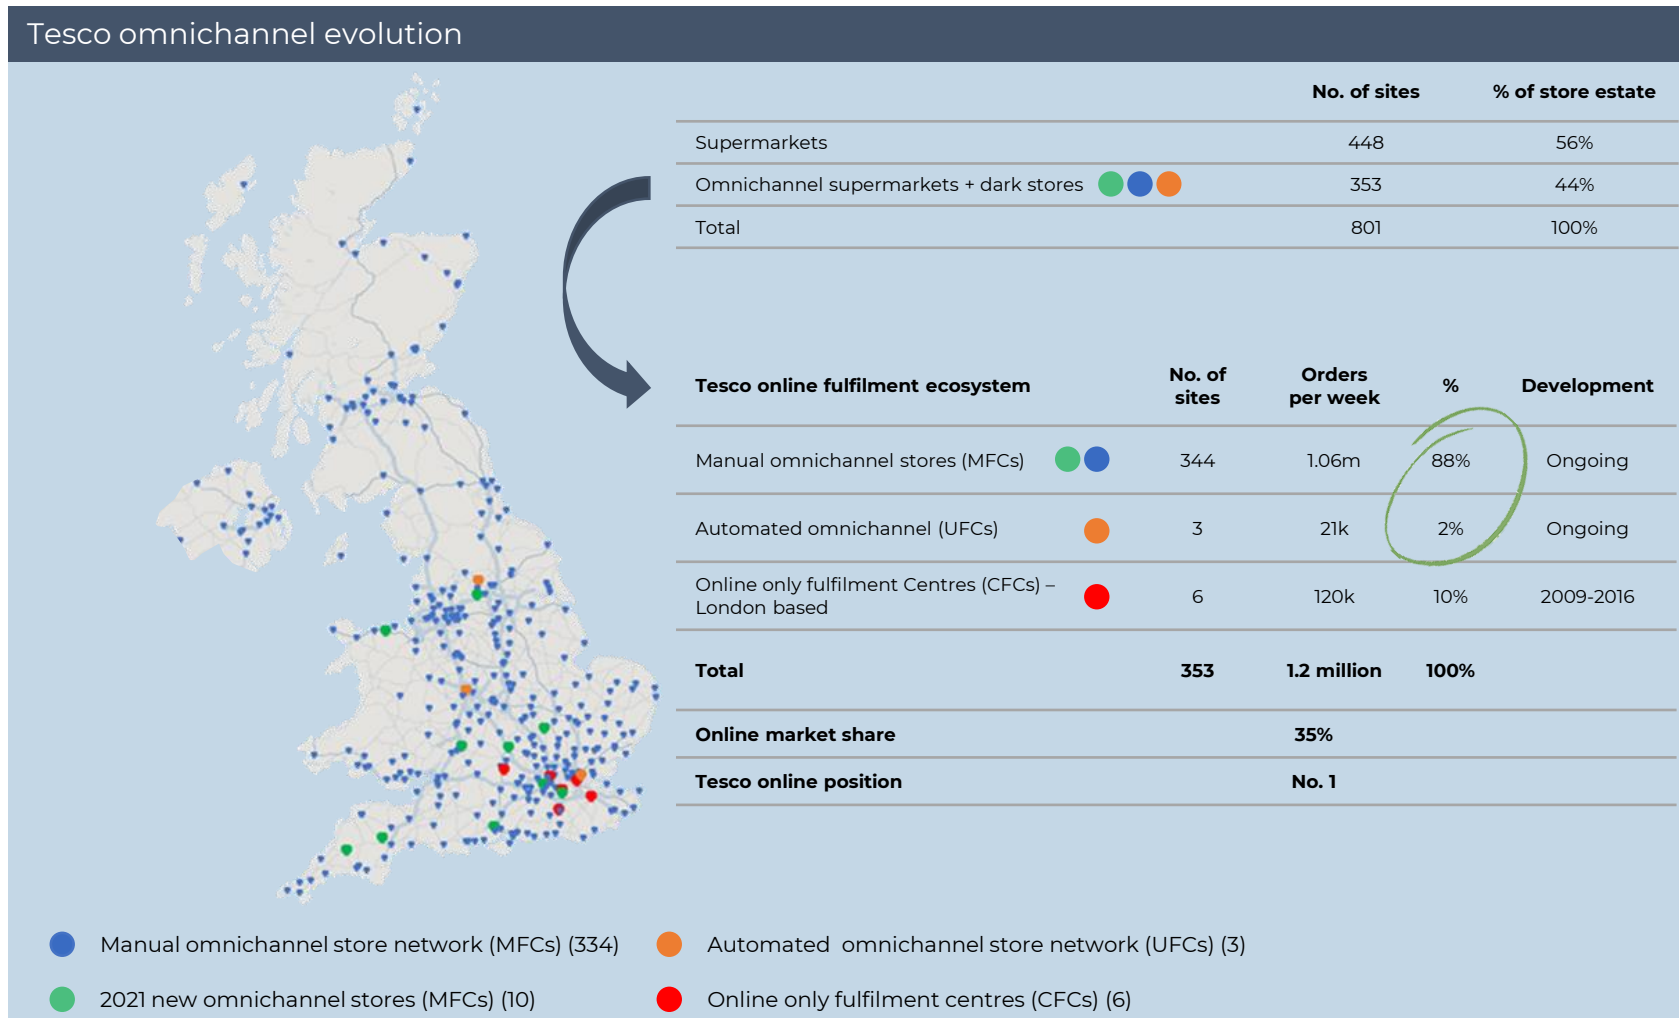 Tesco omnichannel evolution
No. of sites % of store estate
Supermarkets 448 56%
Omnichannel supermarkets + dark stores 353 44%
Total 801 100%
Tesco online fulfilment ecosystem No. of sites Orders per week % Development
Manual omnichannel stores (MFCs) 344 1.06m 88% Ongoing
Automated omnichannel (UFCs) 3 21k 2% Ongoing
Online only fulfilment Centres (CFCs) –
London based 6 120k 10% 2009-2016
Total 353 1.2 million 100%
Online market share 35%
Tesco online position No. 1
Manual omnichannel store network (MFCs) (334)
Automated omnichannel store network (UFCs) (3)
2021 new omnichannel stores (MFCs) (10)
Online only fulfilment centres (CFCs) (6)